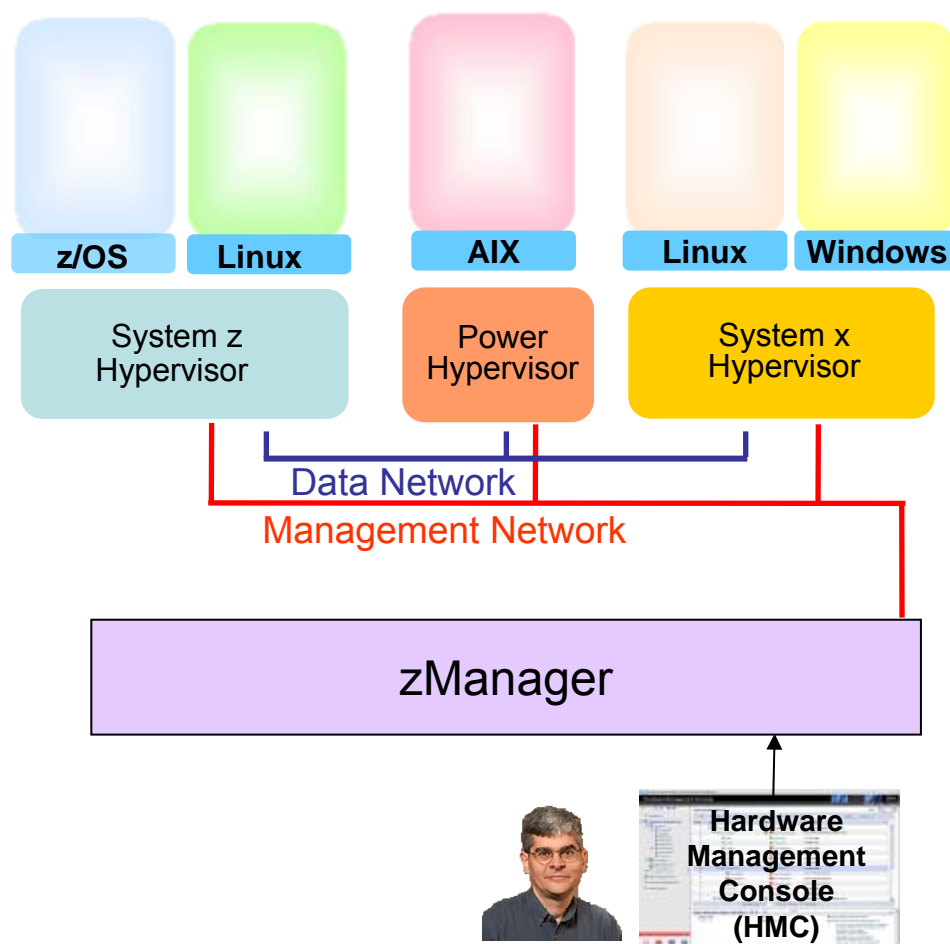 z/OS
Linux
AIX
Linux
Windows
System z
Hypervisor
Power
Hypervisor
System x
Hypervisor
Data Network
Management Network
zManager
Hardware
Management
Console
(HMC)